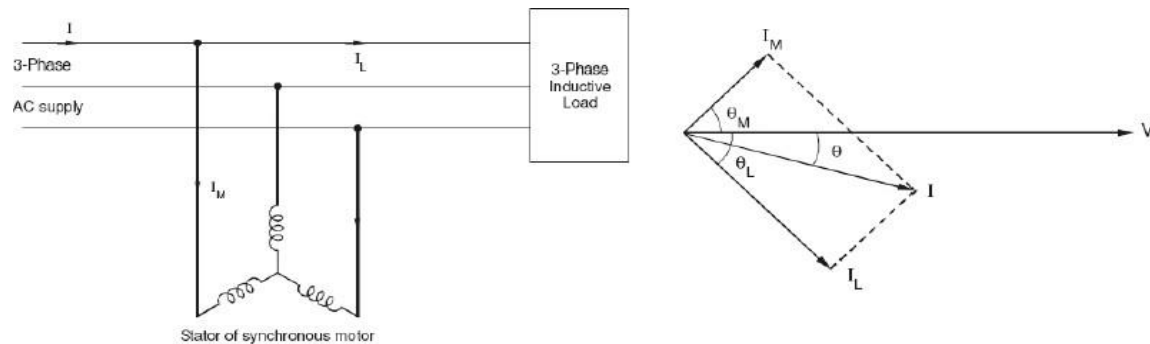 I
I_L
3-Phase
AC supply
3-Phase
Inductive
Load
I_M
Stator of synchronous motor
I_M
θ_M
V
θ
θ_L
I
I_L